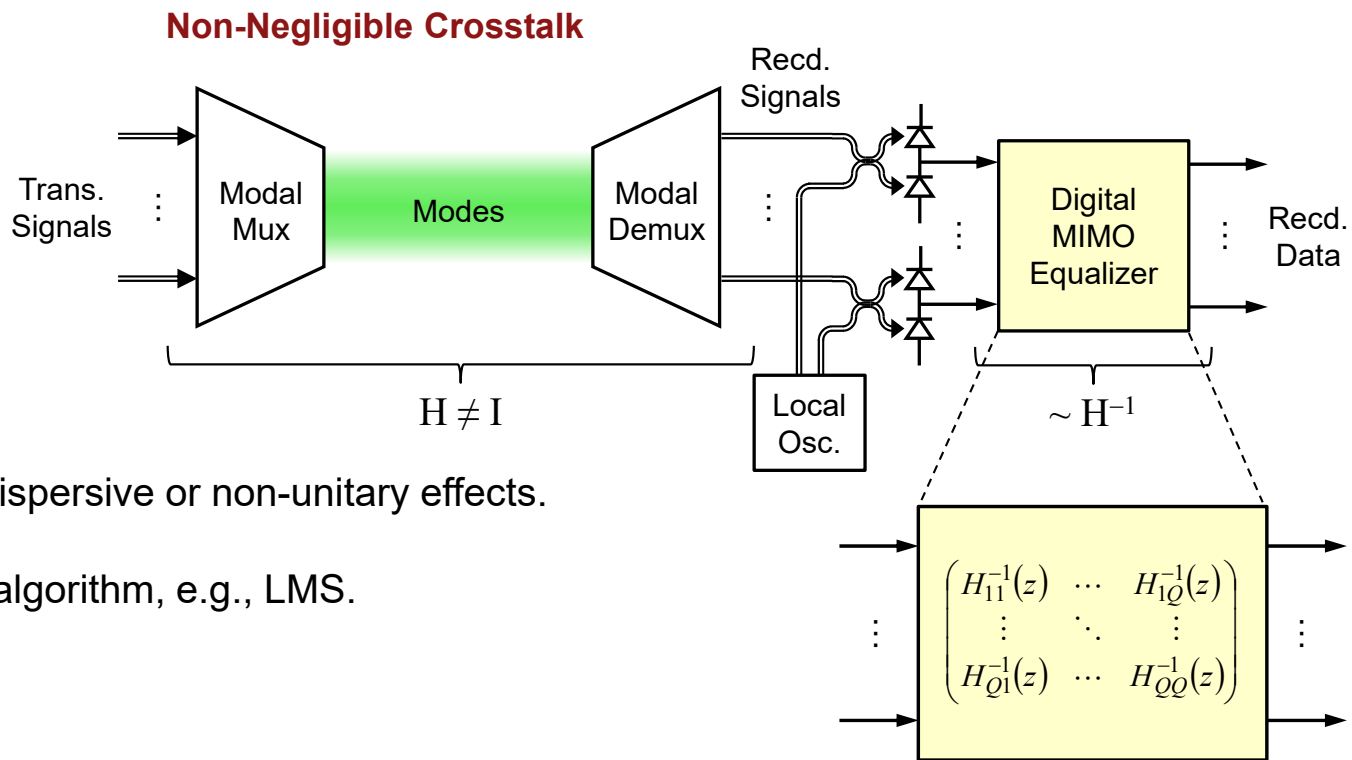 Non-Negligible Crosstalk
Recd.
Signals
Trans.
Signals
⋮
Modal
Mux
Modes
Modal
Demux
⋮
⋮
Digital
MIMO
Equalizer
⋮
Recd.
Data
H ≠ I
Local
Osc.
~ H⁻¹
ispersive or non-unitary effects.
algorithm, e.g., LMS.
⋮
H₁₁⁻¹(z) ⋯ H₁Q⁻¹(z)
⋮ ⋱ ⋮
HQ₁⁻¹(z) ⋯ HQQ⁻¹(z)
⋮